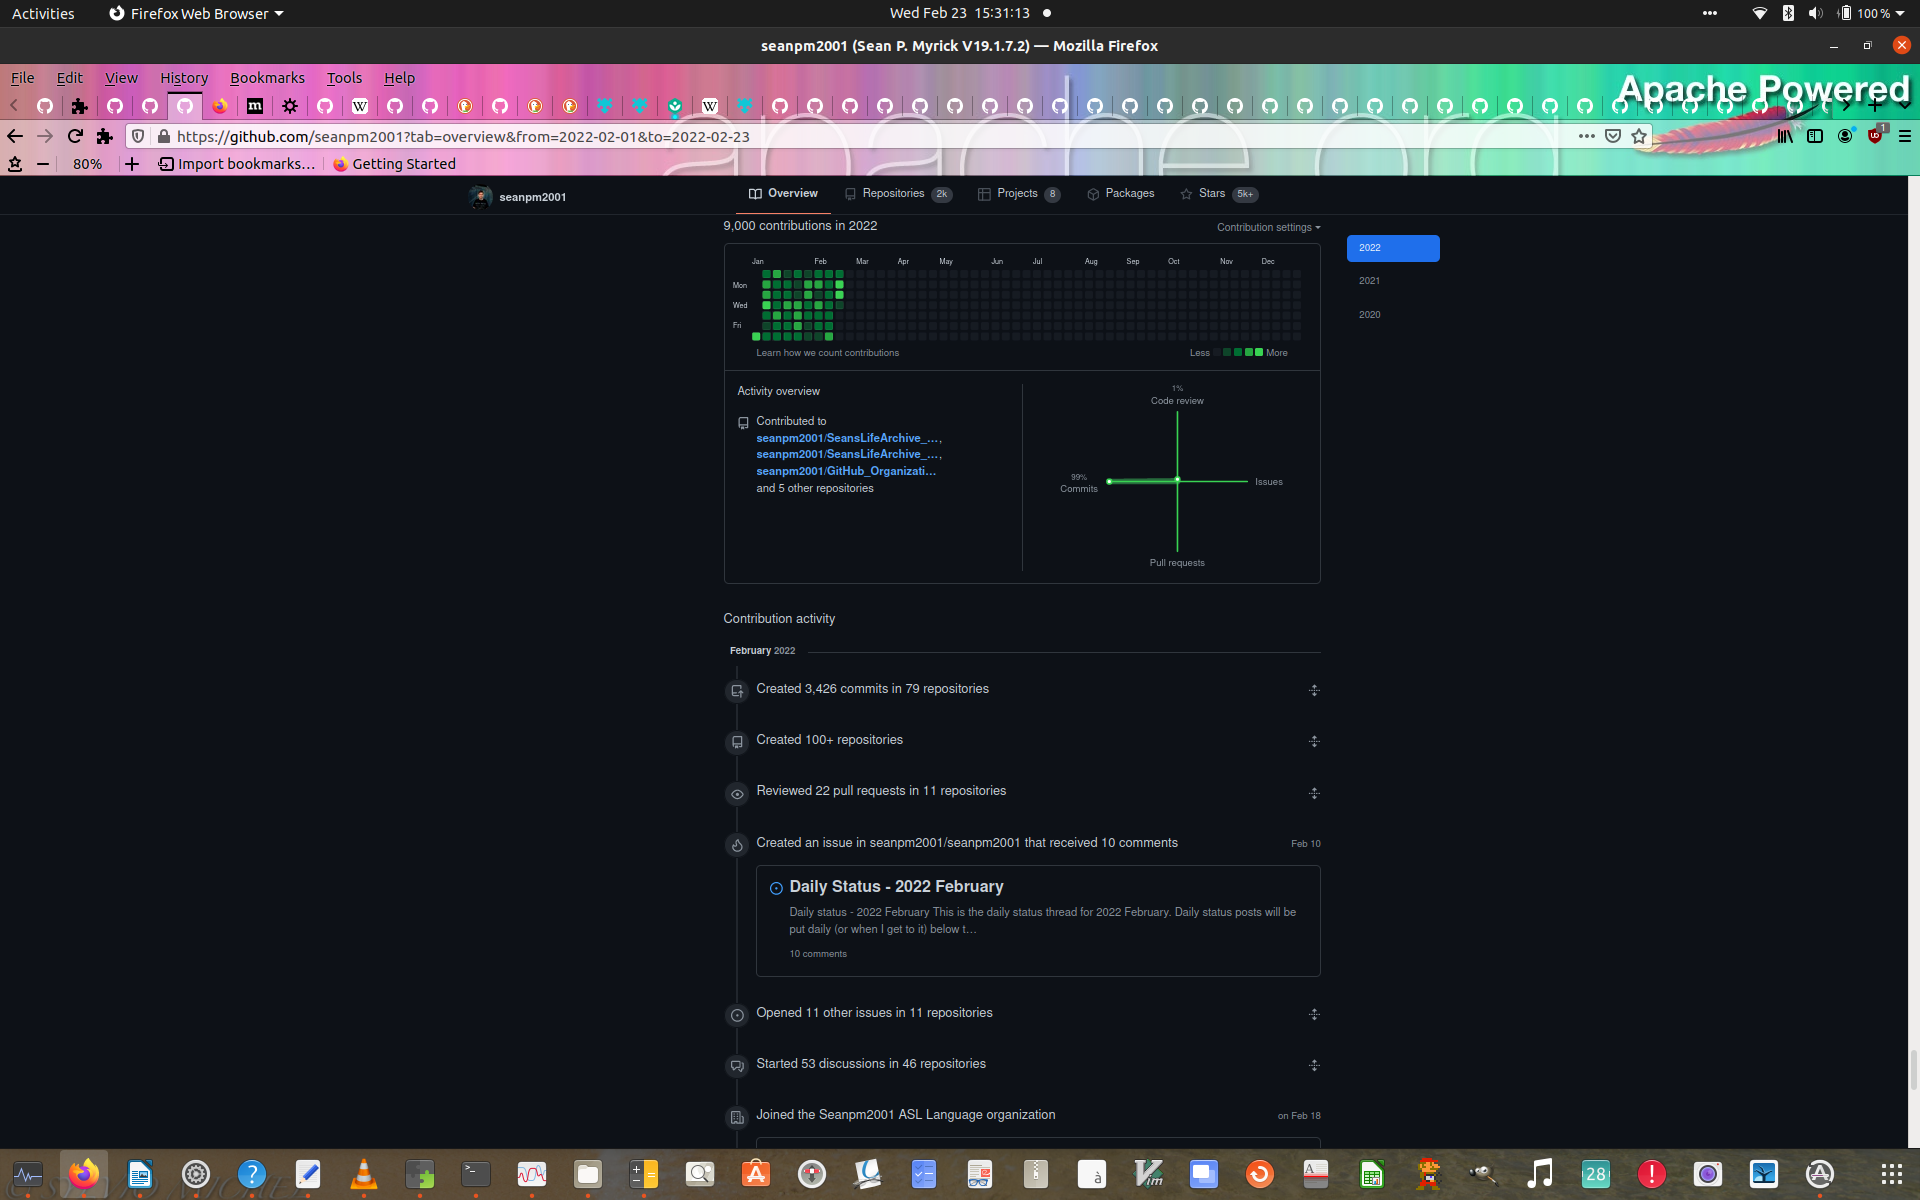 Activities
Firefox Web Browser
Wed Feb 23  15:31:13
100 %
seanpm2001 (Sean P. Myrick V19.1.7.2) — Mozilla Firefox
File Edit View History Bookmarks Tools Help
Apache Powered
https://github.com/seanpm2001?tab=overview&from=2022-02-01&to=2022-02-23
80%
Import bookmarks...
Getting Started
seanpm2001
Overview
Repositories 2k
Projects 8
Packages
Stars 5k+
9,000 contributions in 2022
Contribution settings
2022
2021
2020
Jan Feb Mar Apr May Jun Jul Aug Sep Oct Nov Dec
Mon
Wed
Fri
Learn how we count contributions
Less More
Activity overview
Contributed to
seanpm2001/SeansLifeArchive_…,
seanpm2001/SeansLifeArchive_…,
seanpm2001/GitHub_Organizati…
and 5 other repositories
1%
Code review
99%
Commits
Issues
Pull requests
Contribution activity
February 2022
Created 3,426 commits in 79 repositories
Created 100+ repositories
Reviewed 22 pull requests in 11 repositories
Created an issue in seanpm2001/seanpm2001 that received 10 comments
Feb 10
Daily Status - 2022 February
Daily status - 2022 February This is the daily status thread for 2022 February. Daily status posts will be
put daily (or when I get to it) below t…
10 comments
Opened 11 other issues in 11 repositories
Started 53 discussions in 46 repositories
Joined the Seanpm2001 ASL Language organization
on Feb 18
28